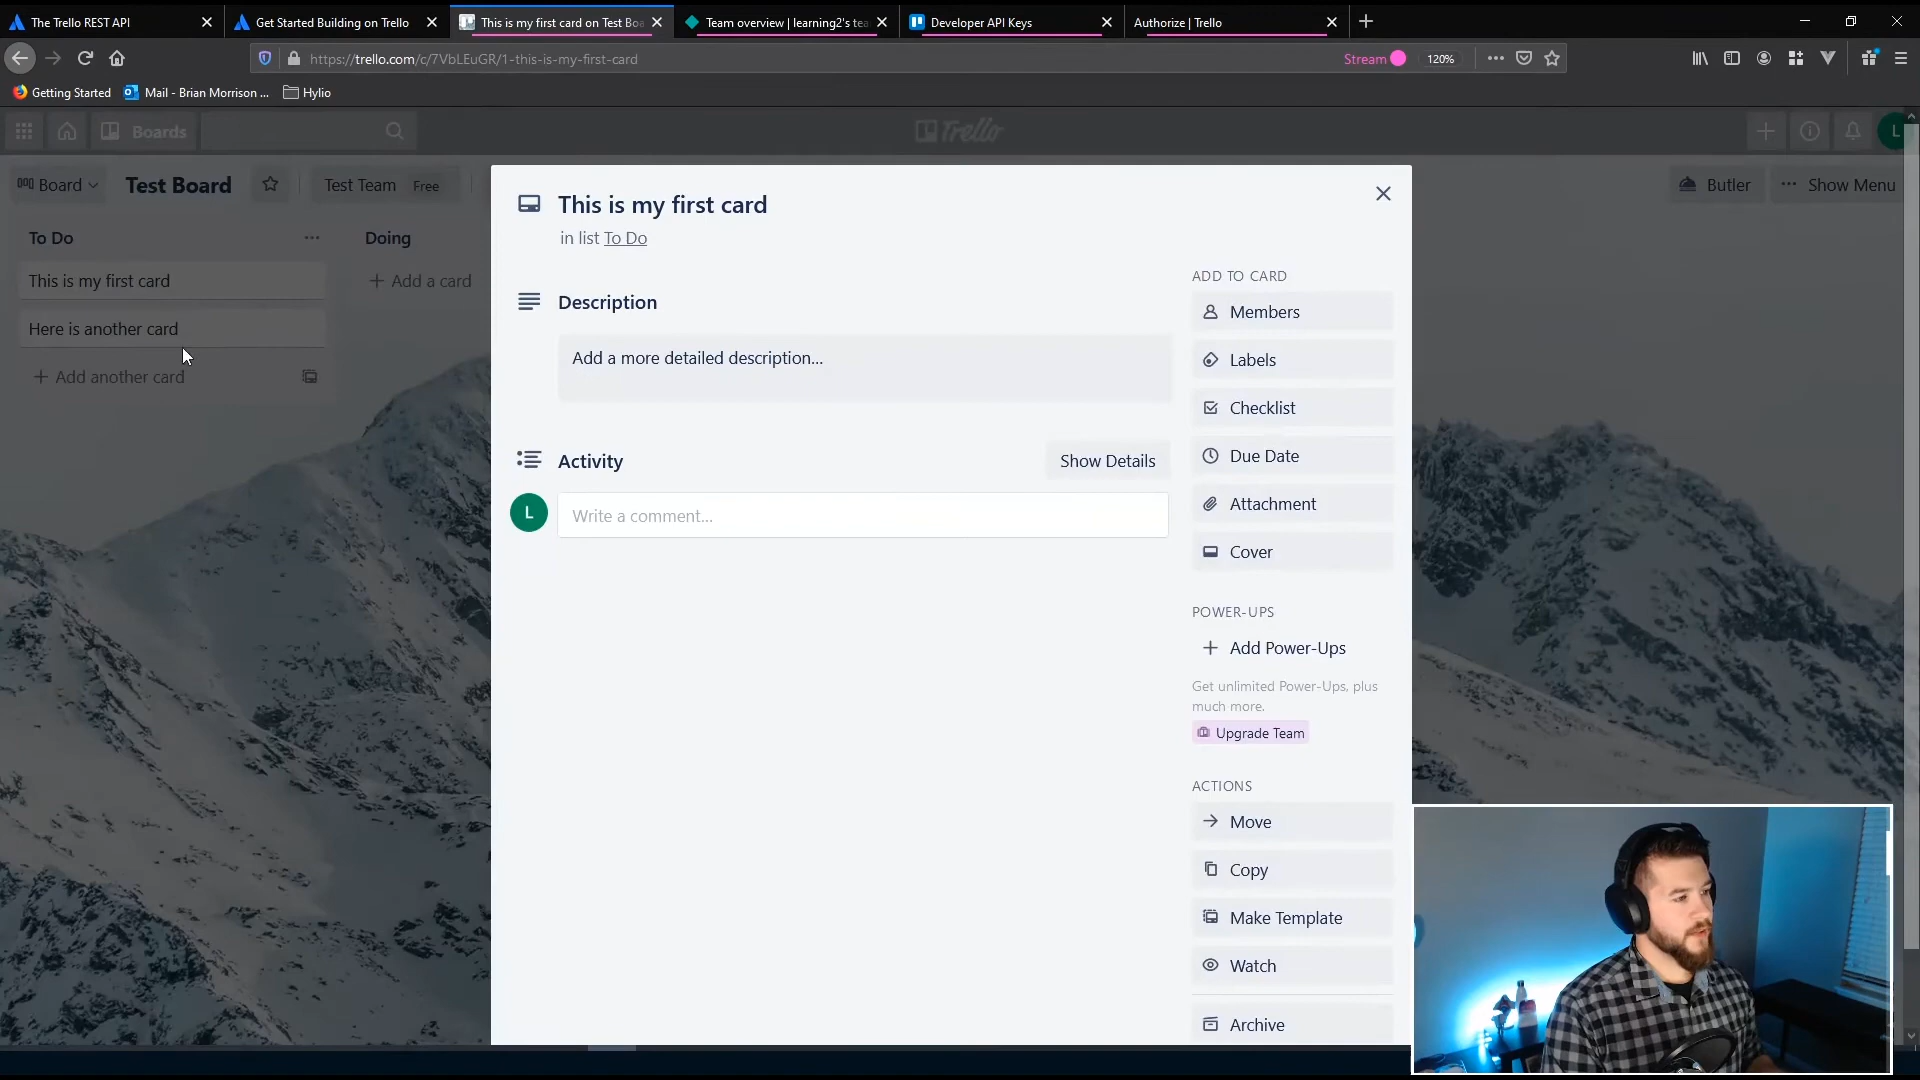 The Trello REST API
Get Started Building on Trello
This is my first card on Test Boa
Team overview | learning2's tea
Developer API Keys
Authorize | Trello
https://trello.com/c/7VbLEuGR/1-this-is-my-first-card
Stream
120%
Getting Started
Mail - Brian Morrison ...
Hylio
Boards
Trello
L
Board
Test Board
Test Team
Free
Butler
Show Menu
To Do
This is my first card
Here is another card
Add another card
Doing
Add a card
This is my first card
in list To Do
Description
Add a more detailed description...
Activity
Show Details
L
Write a comment...
ADD TO CARD
Members
Labels
Checklist
Due Date
Attachment
Cover
POWER-UPS
Add Power-Ups
Get unlimited Power-Ups, plus
much more.
Upgrade Team
ACTIONS
Move
Copy
Make Template
Watch
Archive